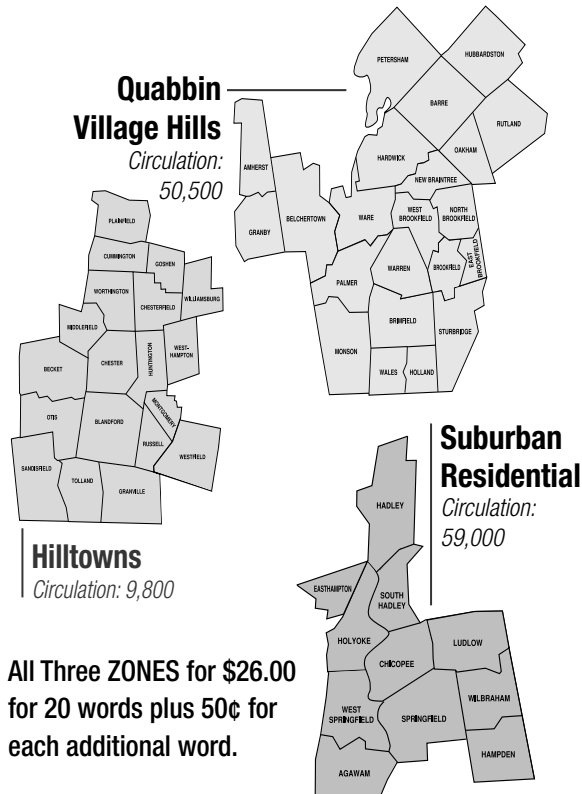 Quabbin
Village Hills
Circulation:
50,500
PETERSHAM
HUBBARDSTON
BARRE
RUTLAND
OAKHAM
HARDWICK
NEW BRAINTREE
AMHERST
GRANBY
BELCHERTOWN
WARE
WEST
BROOKFIELD
NORTH
BROOKFIELD
EAST
BROOKFIELD
BROOKFIELD
WARREN
PALMER
BRIMFIELD
STURBRIDGE
MONSON
WALES
HOLLAND
PLAINFIELD
CUMMINGTON
GOSHEN
WORTHINGTON
CHESTERFIELD
WILLIAMSBURG
MIDDLEFIELD
BECKET
CHESTER
HUNTINGTON
WEST-
HAMPTON
MONTGOMERY
OTIS
BLANDFORD
RUSSELL
WESTFIELD
SANDISFIELD
TOLLAND
GRANVILLE
Hilltowns
Circulation: 9,800
Suburban
Residential
Circulation:
59,000
HADLEY
EASTHAMPTON
SOUTH
HADLEY
HOLYOKE
CHICOPEE
LUDLOW
WEST
SPRINGFIELD
SPRINGFIELD
WILBRAHAM
HAMPDEN
AGAWAM
All Three ZONES for $26.00
for 20 words plus 50¢ for
each additional word.